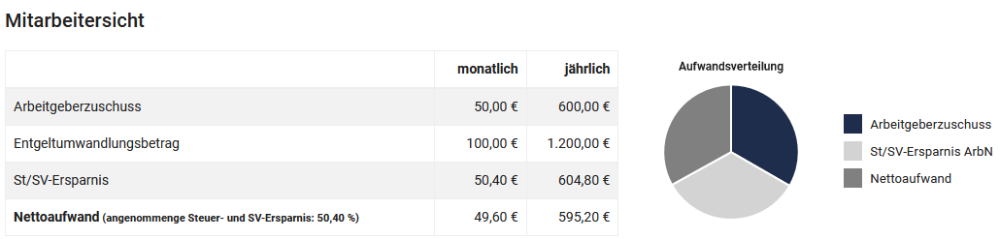 Mitarbeitersicht
monatlich jährlich
Arbeitgeberzuschuss 50,00 € 600,00 €
Entgeltumwandlungsbetrag 100,00 € 1.200,00 €
St/SV-Ersparnis 50,40 € 604,80 €
Nettoaufwand (angenommenge Steuer- und SV-Ersparnis: 50,40 %) 49,60 € 595,20 €
Aufwandsverteilung
Arbeitgeberzuschuss
St/SV-Ersparnis ArbN
Nettoaufwand